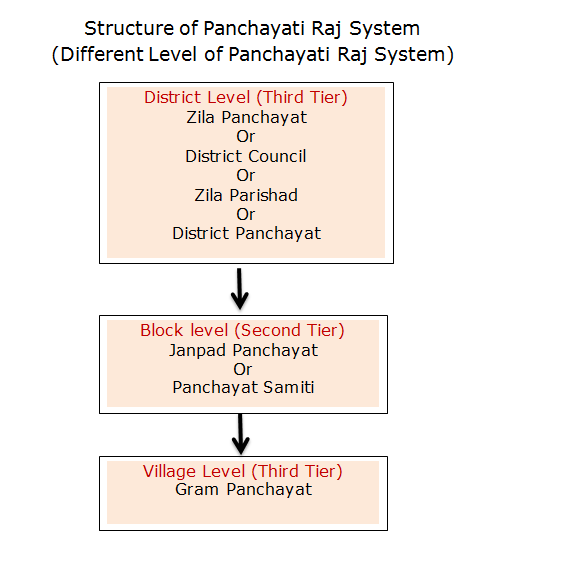 Structure of Panchayati Raj System
(Different Level of Panchayati Raj System)
District Level (Third Tier)
Zila Panchayat
Or
District Council
Or
Zila Parishad
Or
District Panchayat
Block level (Second Tier)
Janpad Panchayat
Or
Panchayat Samiti
Village Level (Third Tier)
Gram Panchayat